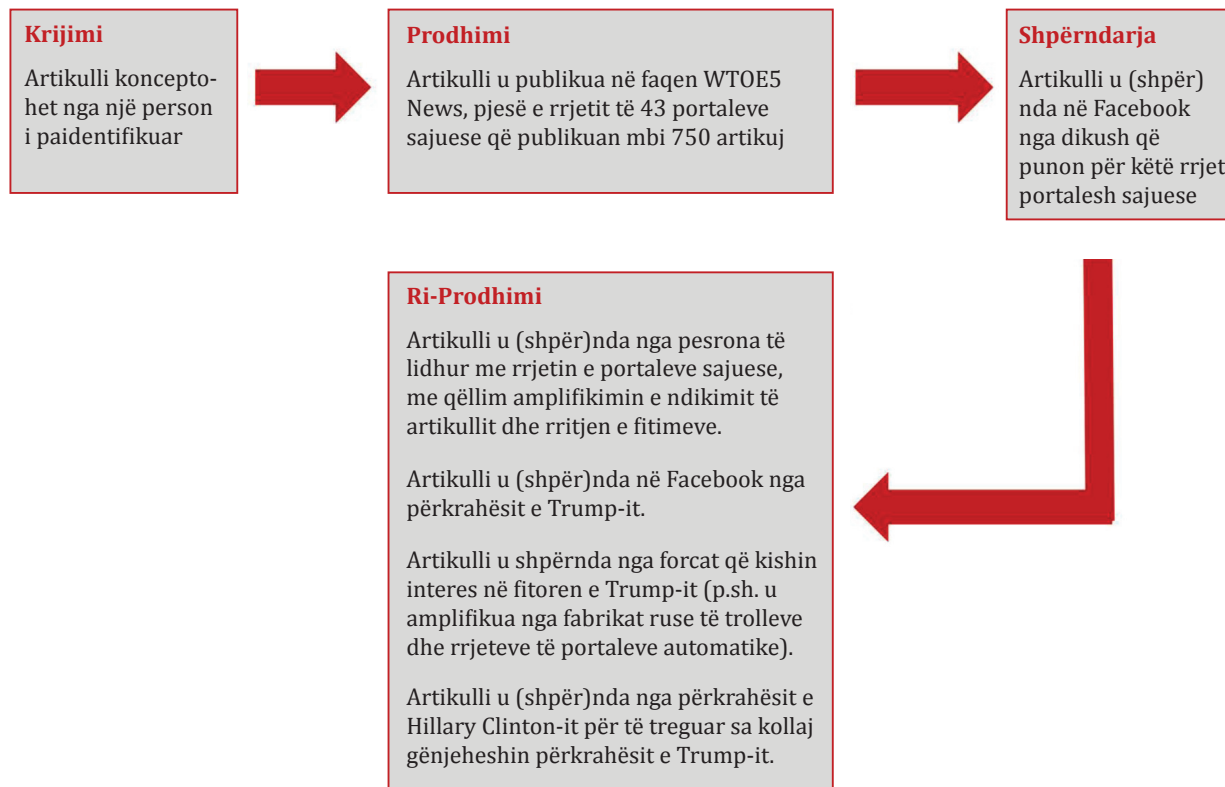 Krijimi
Artikulli koncepto-
het nga një person
i paidentifikuar
Prodhimi
Artikulli u publikua në faqen WTOE5
News, pjesë e rrjetit të 43 portaleve
sajuese që publikuan mbi 750 artikuj
Shpërndarja
Artikulli u (shpër)
nda në Facebook
nga dikush që
punon për këtë rrjet
portalesh sajuese
Ri-Prodhimi
Artikulli u (shpër)nda nga pesrona të
lidhur me rrjetin e portaleve sajuese,
me qëllim amplifikimin e ndikimit të
artikullit dhe rritjen e fitimeve.
Artikulli u (shpër)nda në Facebook nga
përkrahësit e Trump-it.
Artikulli u shpërnda nga forcat që kishin
interes në fitoren e Trump-it (p.sh. u
amplifikua nga fabrikat ruse të trolleve
dhe rrjeteve të portaleve automatike).
Artikulli u (shpër)nda nga përkrahësit e
Hillary Clinton-it për të treguar sa kollaj
gënjeheshin përkrahësit e Trump-it.